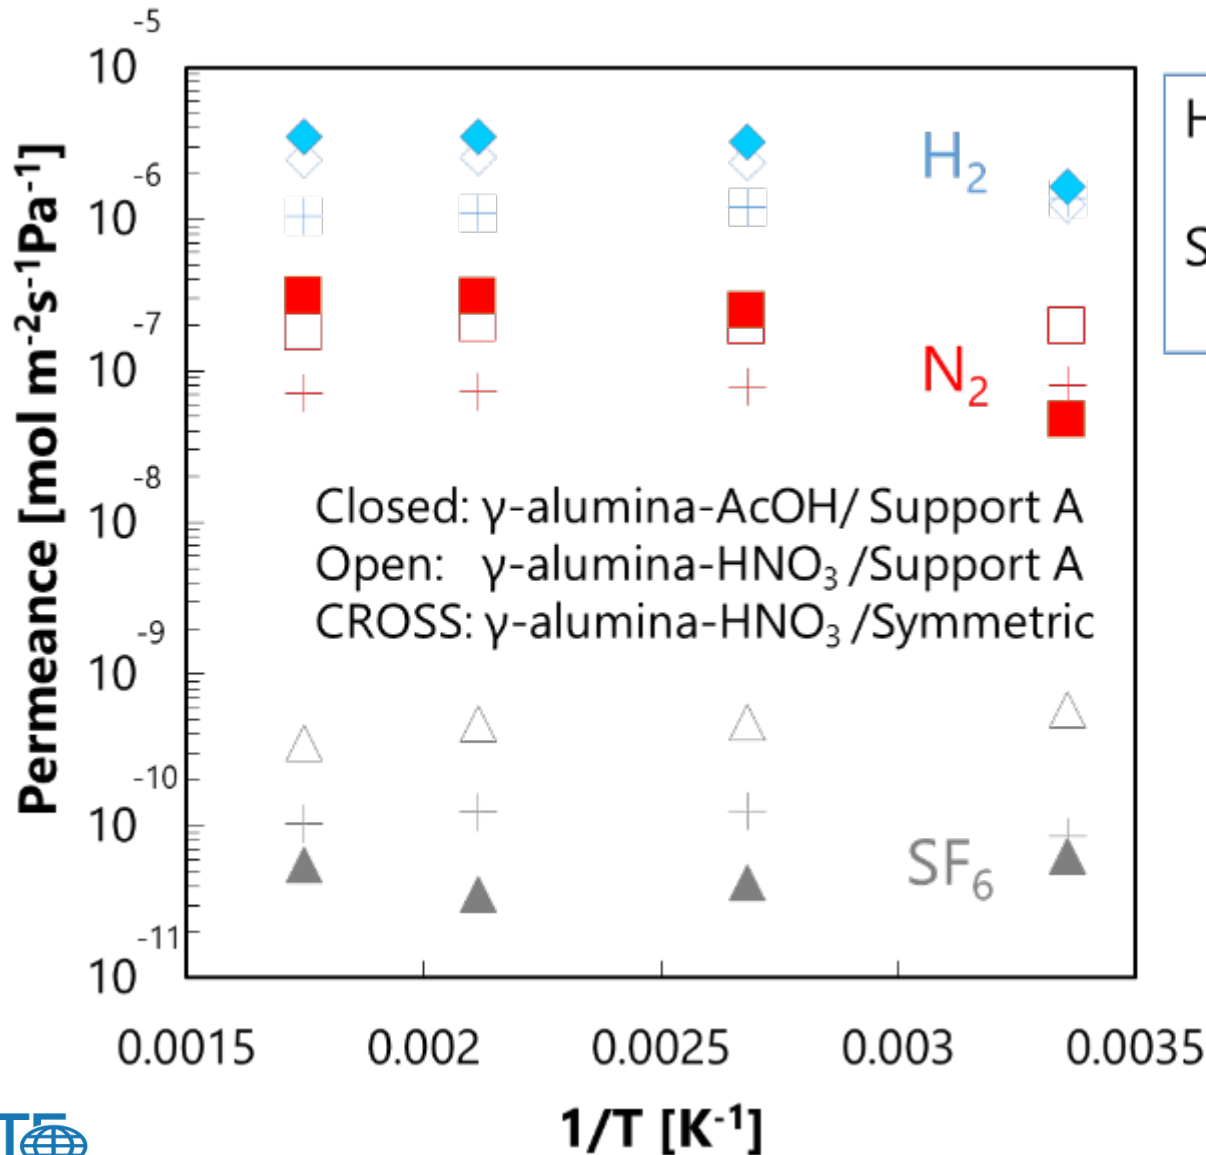 10⁻⁵
10⁻⁶
10⁻⁷
10⁻⁸
10⁻⁹
10⁻¹⁰
10⁻¹¹
Permeance [mol m⁻²s⁻¹Pa⁻¹]
H₂
N₂
Closed: γ-alumina-AcOH/ Support A
Open: γ-alumina-HNO₃ /Support A
CROSS: γ-alumina-HNO₃ /Symmetric
SF₆
0.0015 0.002 0.0025 0.003 0.0035
1/T [K⁻¹]
H
S